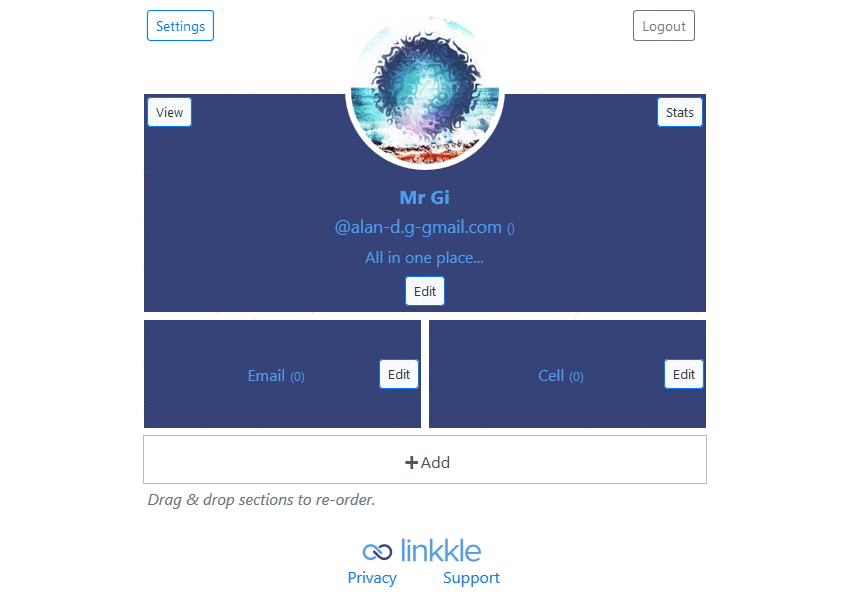 Settings
Logout
View
Stats
Mr Gi
@alan-d.g-gmail.com ()
All in one place...
Edit
Email (0)
Edit
Cell (0)
Edit
+Add
Drag & drop sections to re-order.
linkkle
Privacy
Support